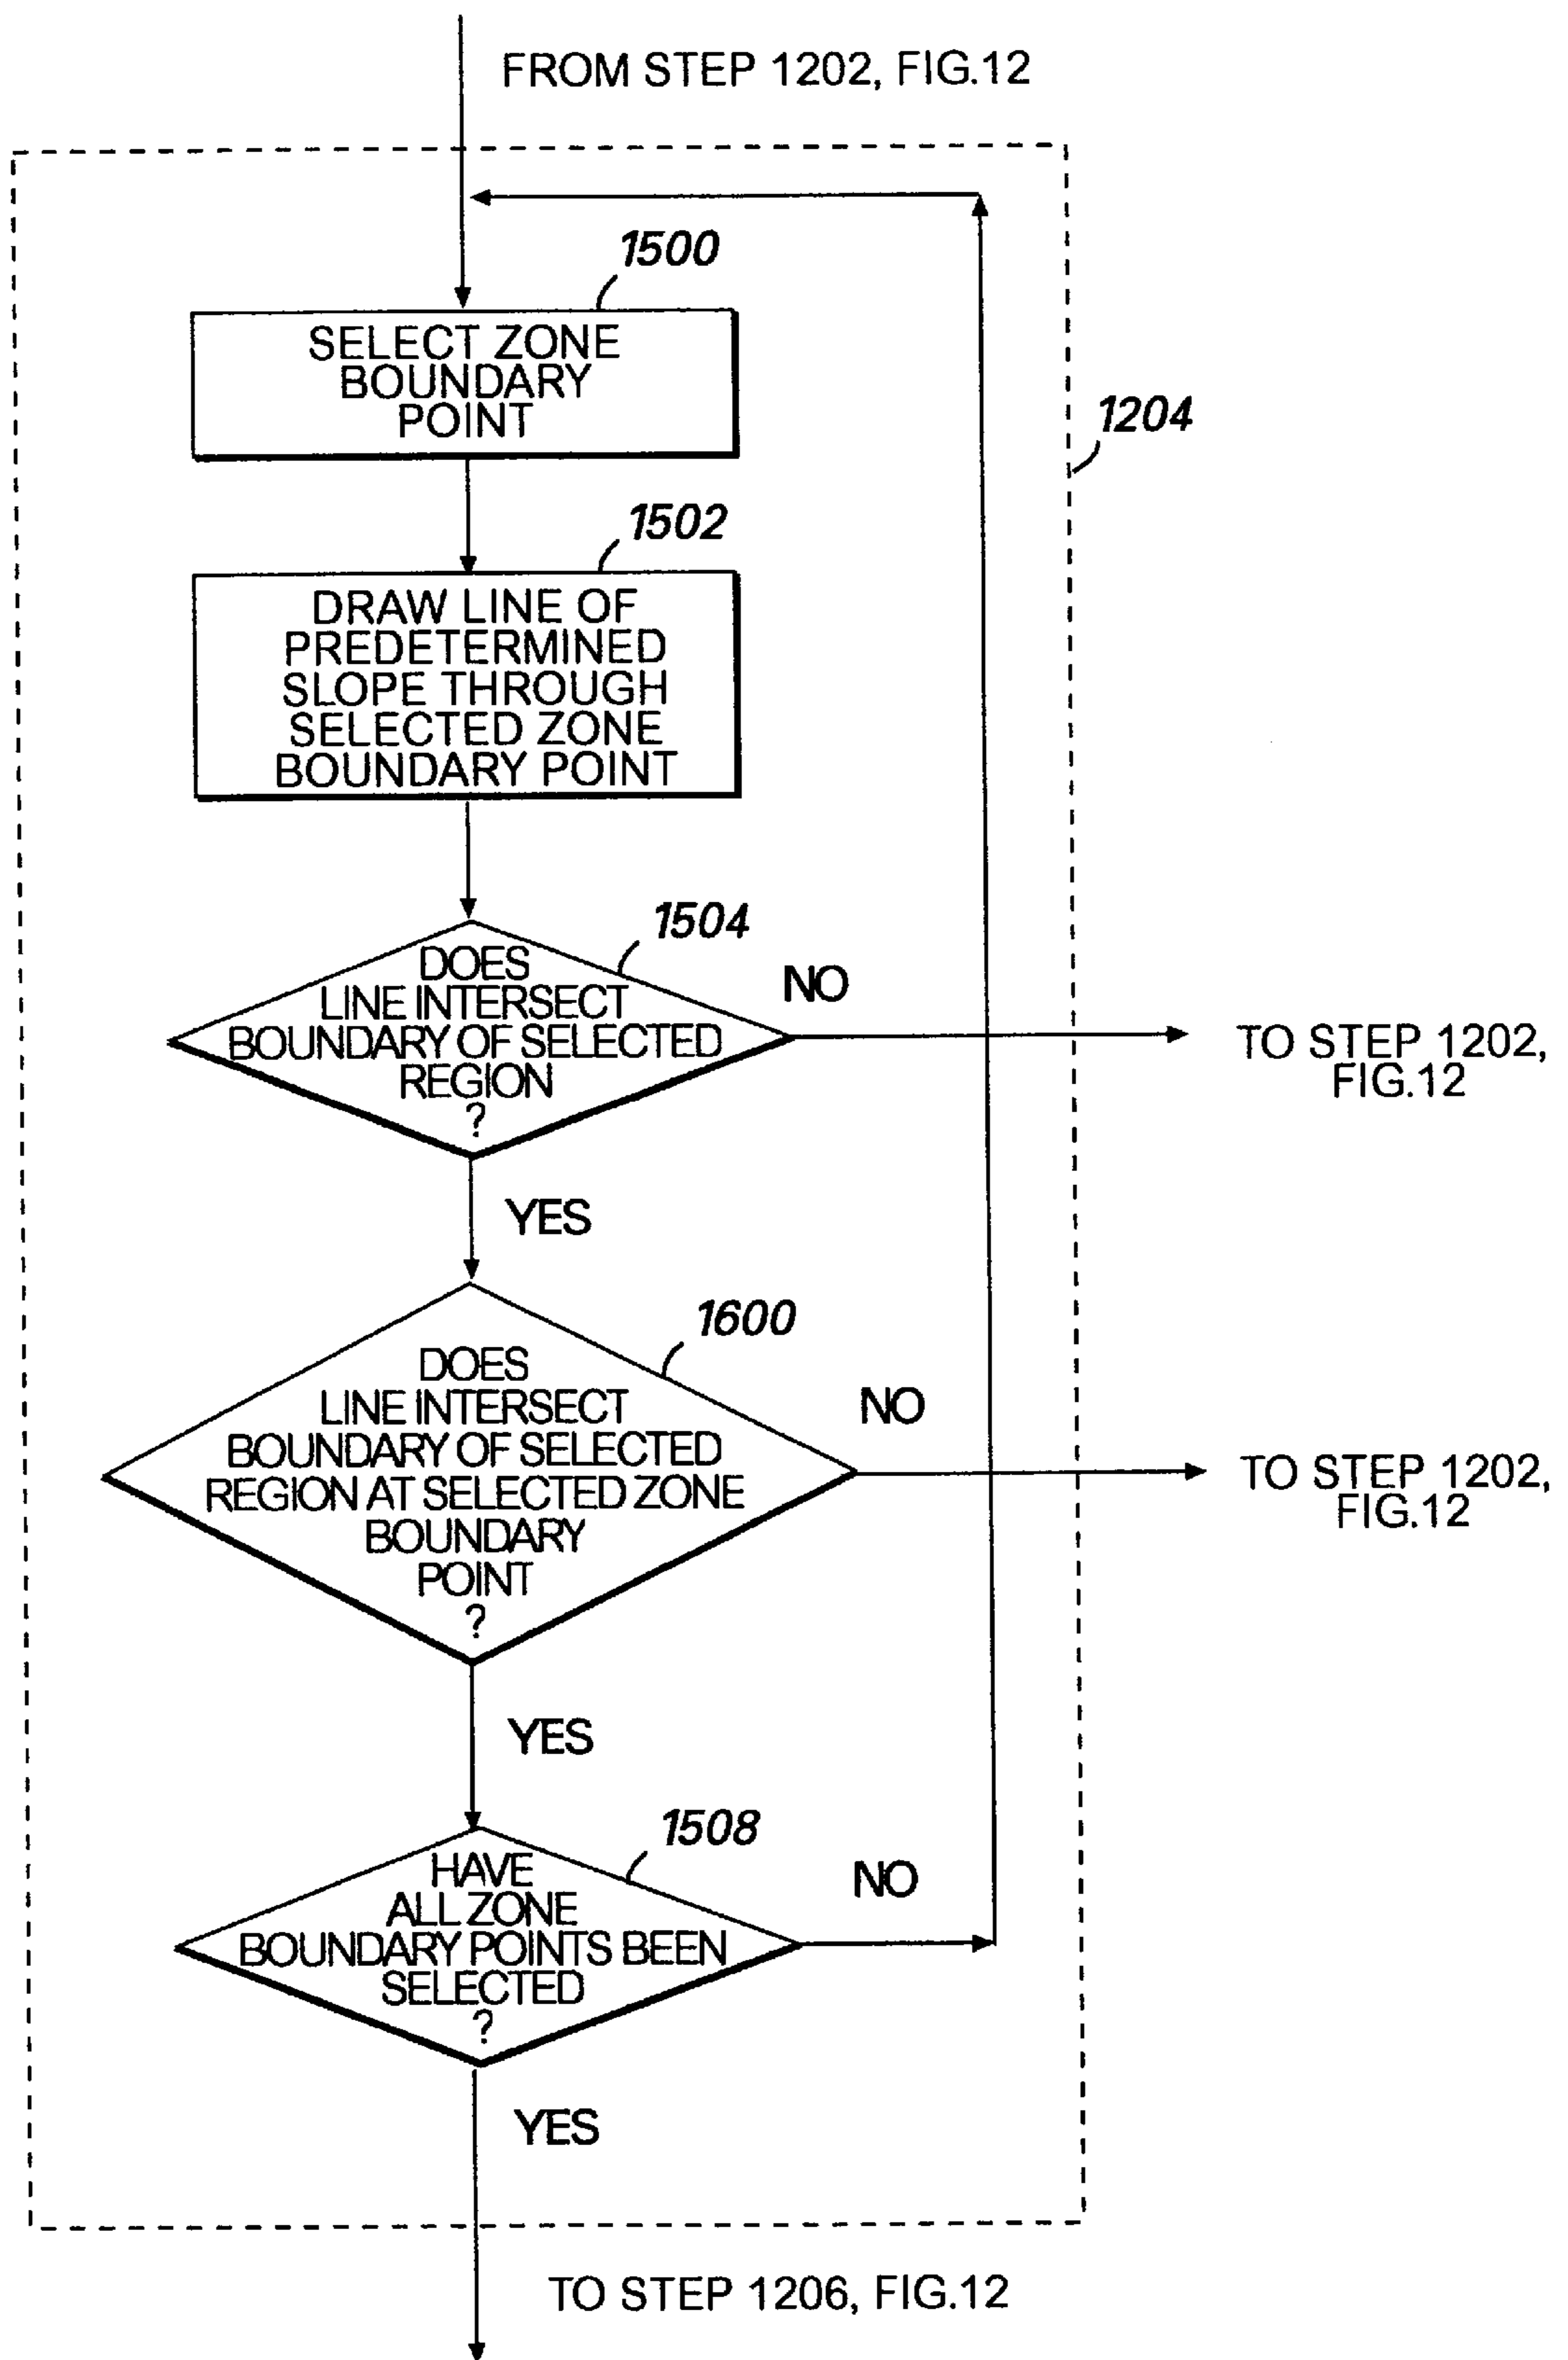 FROM STEP 1202, FIG.12
1500
SELECT ZONE
BOUNDARY
POINT
1204
1502
DRAW LINE OF
PREDETERMINED
SLOPE THROUGH
SELECTED ZONE
BOUNDARY POINT
1504
DOES
LINE INTERSECT
BOUNDARY OF SELECTED
REGION
?
NO
TO STEP 1202,
FIG.12
YES
1600
DOES
LINE INTERSECT
BOUNDARY OF SELECTED
REGION AT SELECTED ZONE
BOUNDARY
POINT
?
NO
TO STEP 1202,
FIG.12
YES
1508
HAVE
ALL ZONE
BOUNDARY POINTS BEEN
SELECTED
?
NO
YES
TO STEP 1206, FIG.12